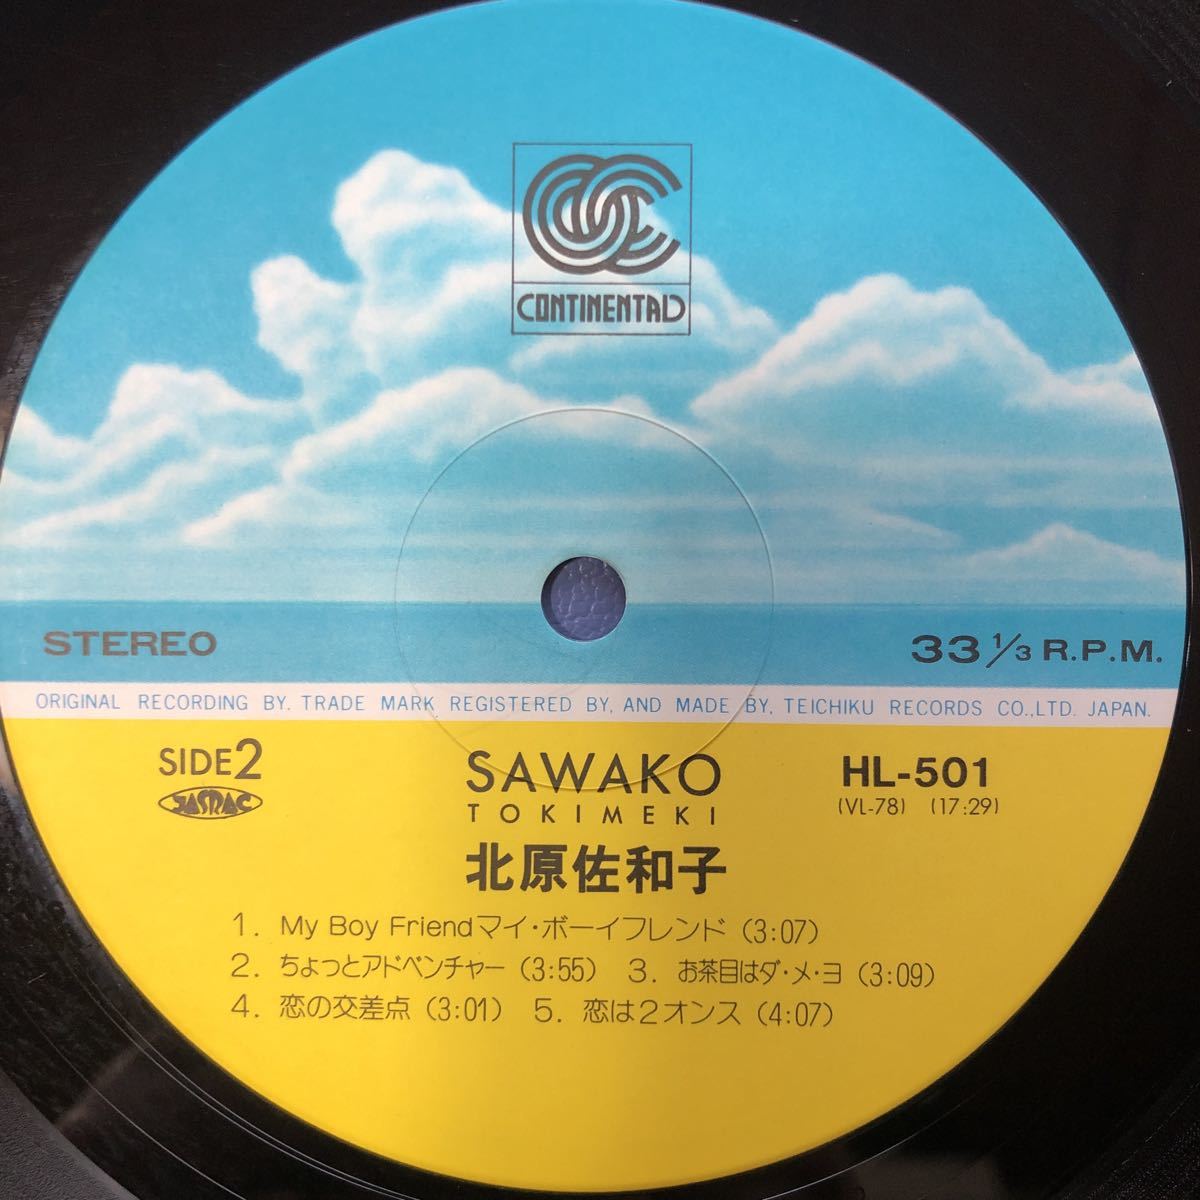 CONTINENTAL
STEREO
33 1/3 R.P.M.
ORIGINAL RECORDING BY. TRADE MARK REGISTERED BY, AND MADE BY, TEICHIKU RECORDS CO.,LTD. JAPAN.
SIDE2
JASRAC
SAWAKO
TOKIMEKI
HL-501
(VL-78) (17:29)
北原佐和子
1. My Boy Friendマイ・ボーイフレンド (3:07)
2. ちょっとアドベンチャー (3:55) 3. お茶目はダ・メ・ヨ (3:09)
4. 恋の交差点 (3:01) 5. 恋は2オンス (4:07)